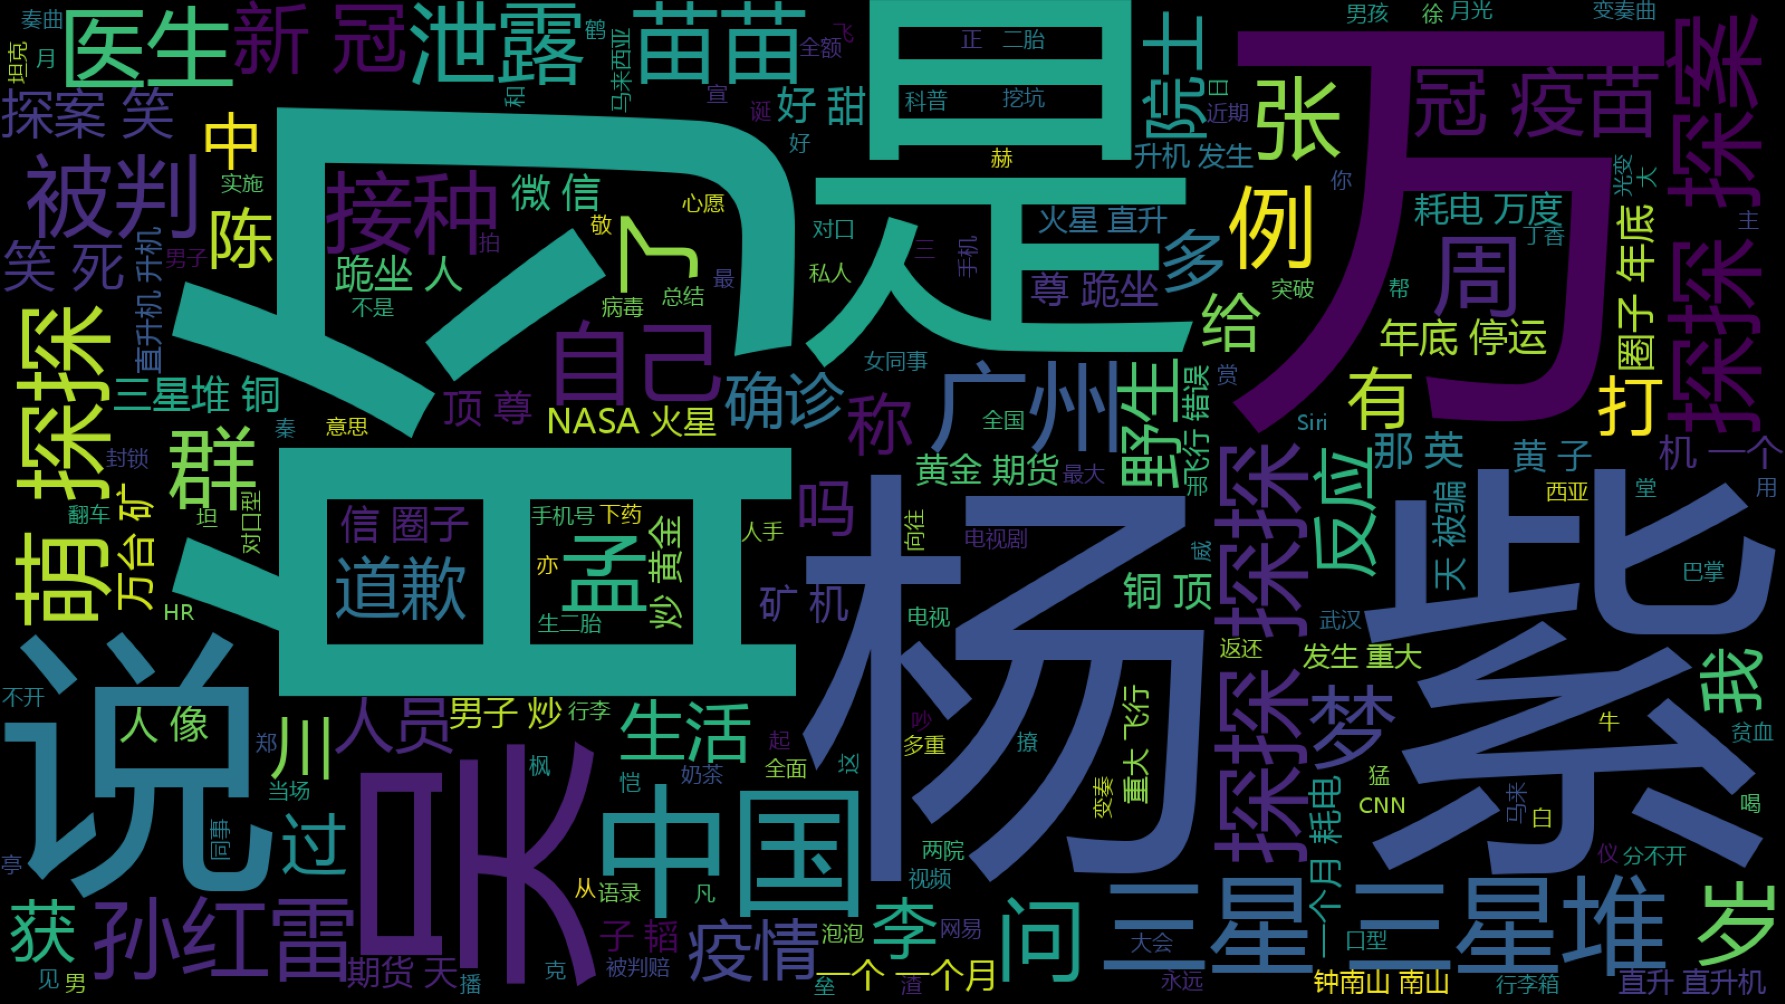 奏曲
医生
新 冠
泄露
鹤
苗苗
全额
飞
是
正 二胎
院士
男孩
徐
月光
变奏曲
坦克
月
马来西亚
和
宣
诞
好 甜
好
科普
挖坑
日
近期
张
万
冠 疫苗
探探 探案
探案 笑
中
实施
被判
陈
笑 死
男子
直升机 升机
接种
拍
微 信
敬
了
心愿
最
跪坐 人
不是
病毒
总结
赫
升机 发生
对口
私人
三
手机
火星 直升
尊 跪坐
多
例
你
突破
给
耗电 万度
丁香
周
帮
年底 停运
光变
大
圈子 年底
主
探探
三星堆 铜
秦
意思
顶 尊
自己
NASA 火星
确诊
称
女同事
广州
全国
野生
飞行 错误
邢
赏
Siri
有
打
黄金 期货
最大
那 英
黄 子
机 一个
西亚
堂
用
群
封锁
翻车
坦
对口型
萌
万台 矿
HR
信 圈子
道歉
手机号
下药
亦
孟
生二胎
炒 黄金
人手
吗
矿 机
向往
电视剧
电视
杨
威
铜 顶
探探
反应
天 被骗
紫
巴掌
武汉
返还
发生 重大
我
不开
说
人 像
郑
川
当场
同事
人员
男子 炒
行李
生活
起
全面
奶茶
恺
枫
这
吵
多重
撩
变奏
重大 飞行
梦
牛
贫血
猛
CNN
马来
白
喝
亭
过
吴
中国
从
语录
凡
两院
视频
一个月 耗电
仪
分不开
获
见
男
孙红雷
期货 天
播
克
子 韬
被判赔
疫情
泡泡
李
网易
一个 一个月
垒
渣
问
三星
大会
永远
三星堆
口型
钟南山 南山
行李箱
直升 直升机
岁